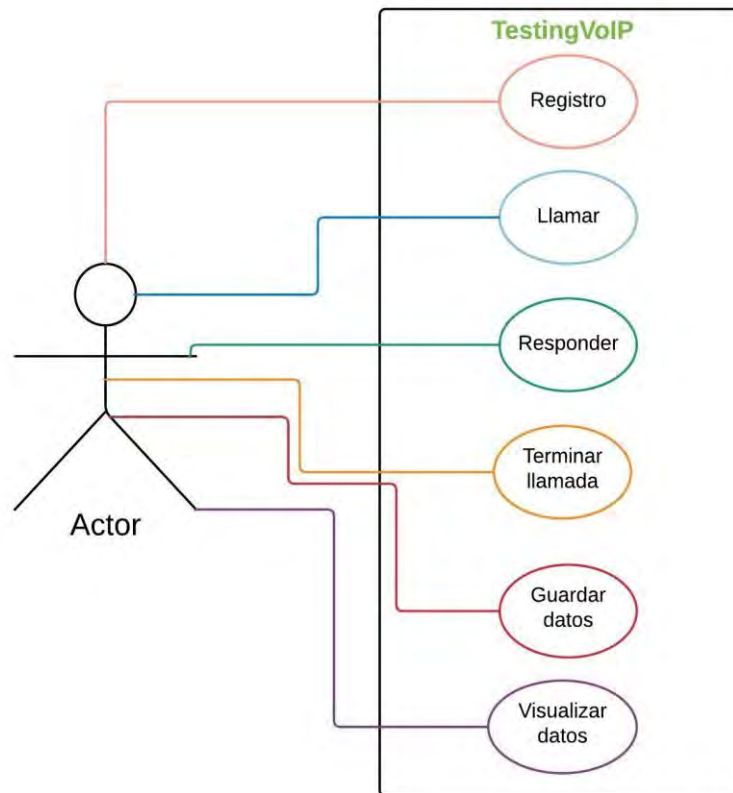 TestingVoIP
Registro
Llamar
Responder
Terminar
llamada
Actor
Guardar
datos
Visualizar
datos